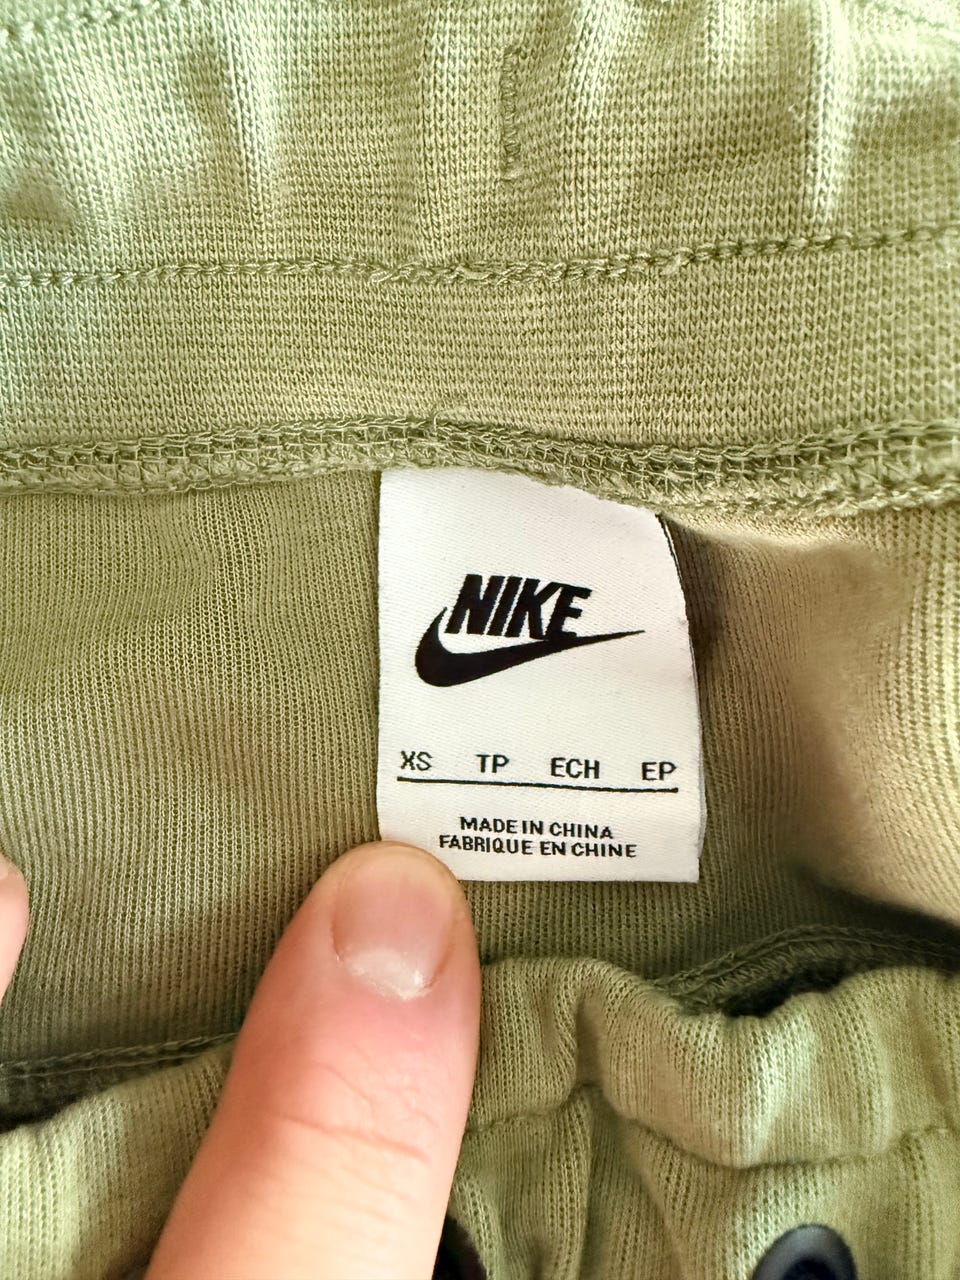 NIKE
XS TP ECH EP
MADE IN CHINA
FABRIQUE EN CHINE